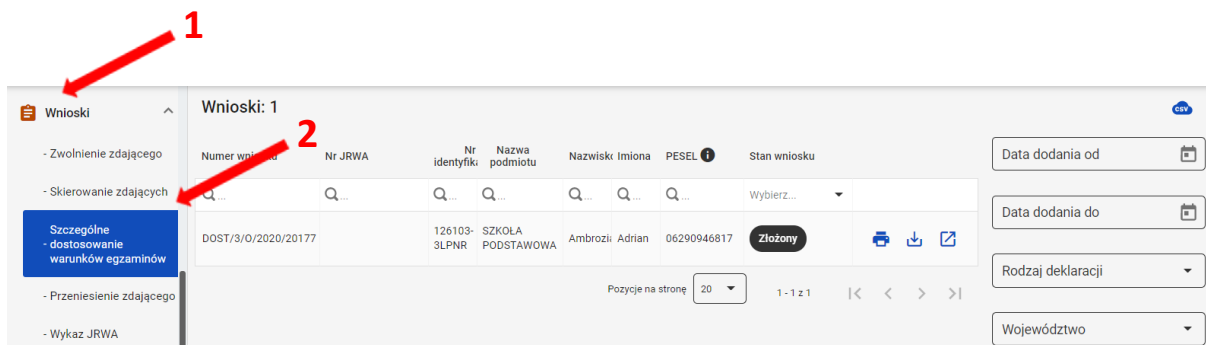 1
Wnioski
Wnioski: 1
csv
2
- Zwolnienie zdającego
Numer wniosku Nr JRWA Nr identyfika Nazwa podmiotu Nazwisko Imiona PESEL i Stan wniosku
Data dodania od
- Skierowanie zdających
... ... ... ... ... ... ... Wybierz...
Data dodania do
Szczególne
- dostosowanie
warunków egzaminów
DOST/3/O/2020/20177 126103-3LPNR SZKOŁA PODSTAWOWA Ambrozi Adrian 06290946817 Złożony
Rodzaj deklaracji
- Przeniesienie zdającego
Pozycje na stronę 20 1 - 1 z 1
- Wykaz JRWA
Województwo